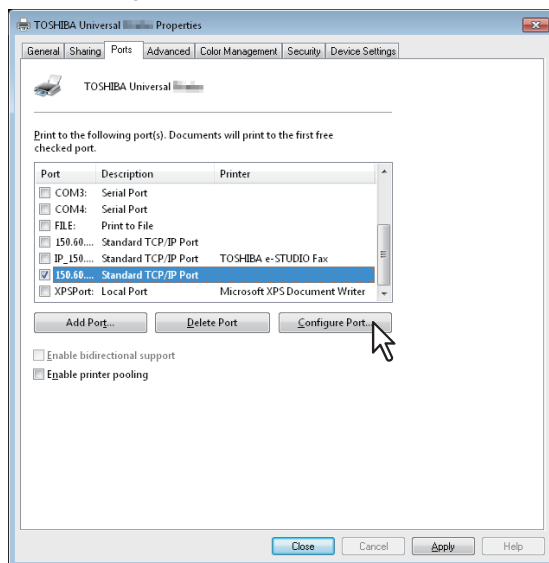 TOSHIBA Universal Properties
General Sharing Ports Advanced Color Management Security Device Settings
TOSHIBA Universal
Print to the following port(s). Documents will print to the first free
checked port.
Port Description Printer
COM3: Serial Port
COM4: Serial Port
FILE: Print to File
150.60.... Standard TCP/IP Port
IP_150.... Standard TCP/IP Port TOSHIBA e-STUDIO Fax
150.60.... Standard TCP/IP Port
XPSPort: Local Port Microsoft XPS Document Writer
Add Port... Delete Port Configure Port...
Enable bidirectional support
Enable printer pooling
Close Cancel Apply Help